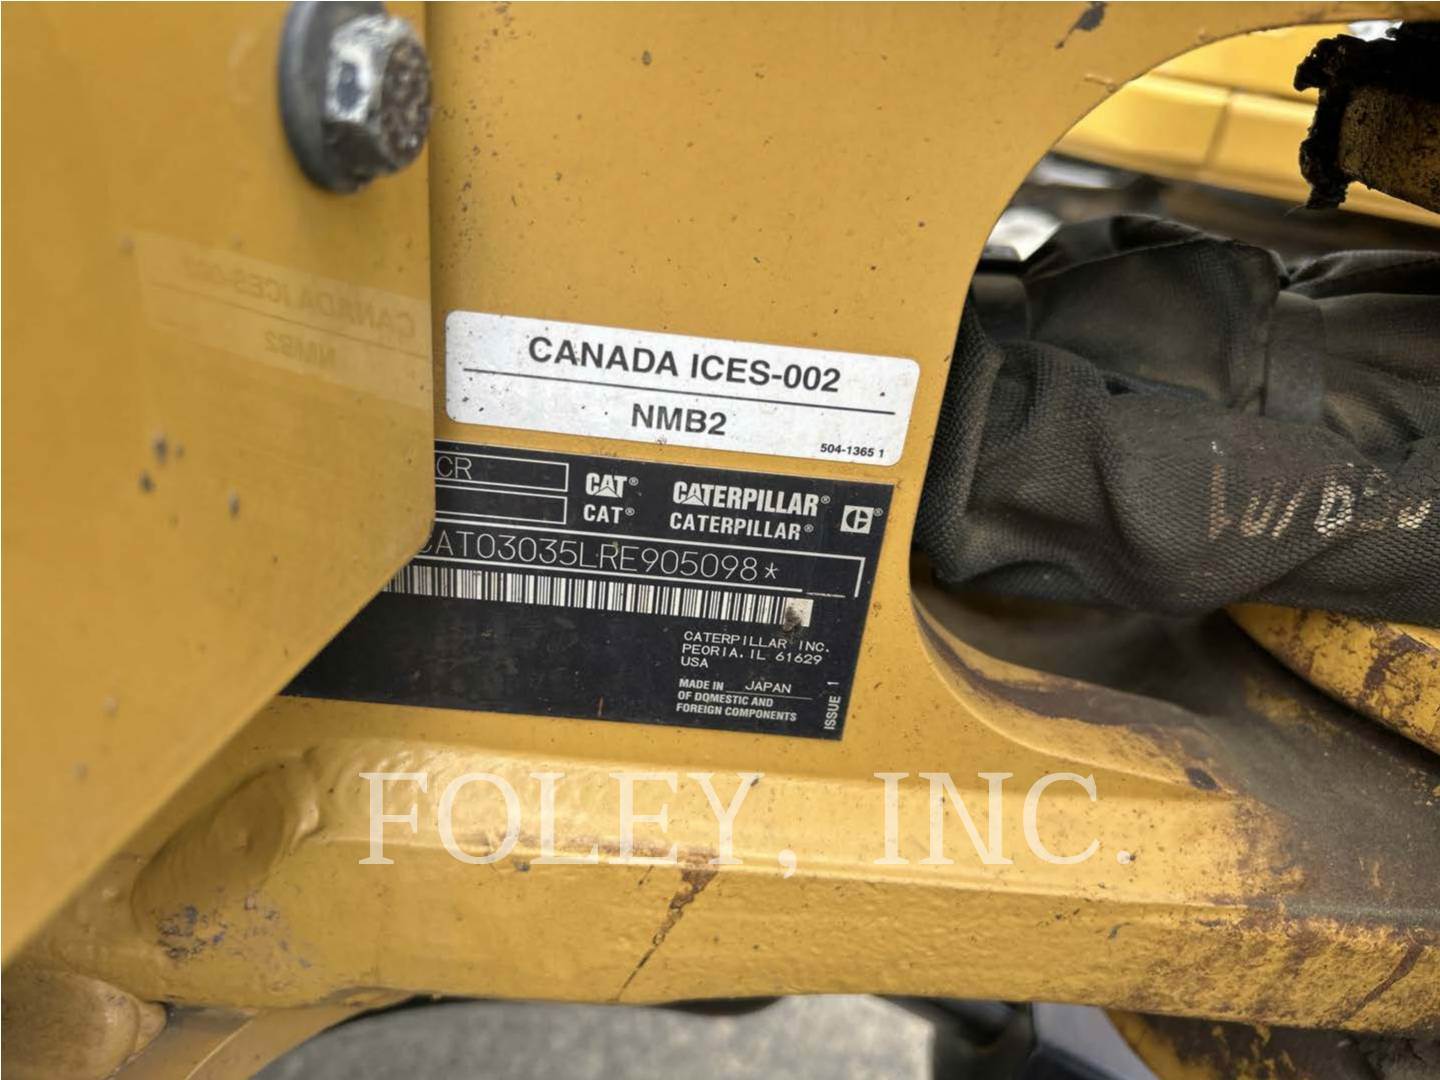 CANADA ICES-002
NMB2
504-1365 1
CR
CAT® CATERPILLAR®
CAT® CATERPILLAR®
CAT03035LRE905098*
CATERPILLAR INC.
PEORIA, IL 61629
USA
MADE IN JAPAN
OF DOMESTIC AND
FOREIGN COMPONENTS
ISSUE 1
FOLEY, INC.